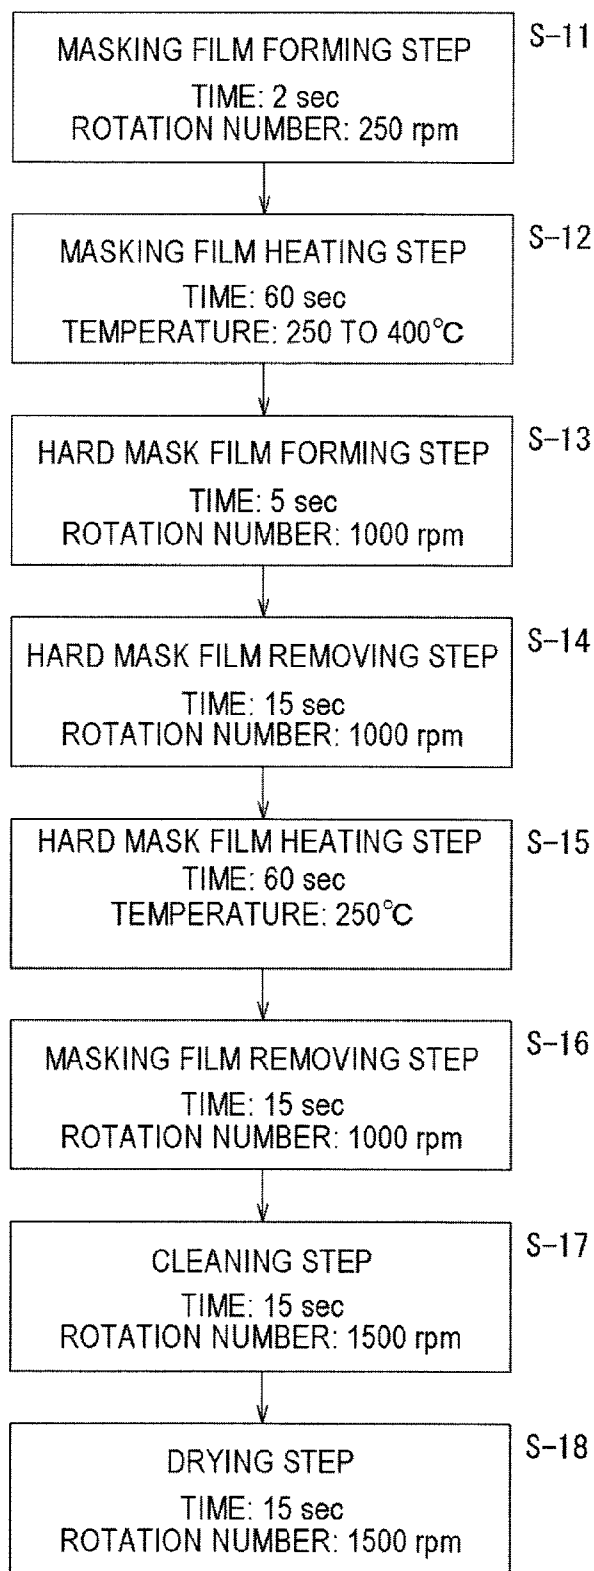 MASKING FILM FORMING STEP
TIME: 2 sec
ROTATION NUMBER: 250 rpm
S-11
MASKING FILM HEATING STEP
TIME: 60 sec
TEMPERATURE: 250 TO 400°C
S-12
HARD MASK FILM FORMING STEP
TIME: 5 sec
ROTATION NUMBER: 1000 rpm
S-13
HARD MASK FILM REMOVING STEP
TIME: 15 sec
ROTATION NUMBER: 1000 rpm
S-14
HARD MASK FILM HEATING STEP
TIME: 60 sec
TEMPERATURE: 250°C
S-15
MASKING FILM REMOVING STEP
TIME: 15 sec
ROTATION NUMBER: 1000 rpm
S-16
CLEANING STEP
TIME: 15 sec
ROTATION NUMBER: 1500 rpm
S-17
DRYING STEP
TIME: 15 sec
ROTATION NUMBER: 1500 rpm
S-18